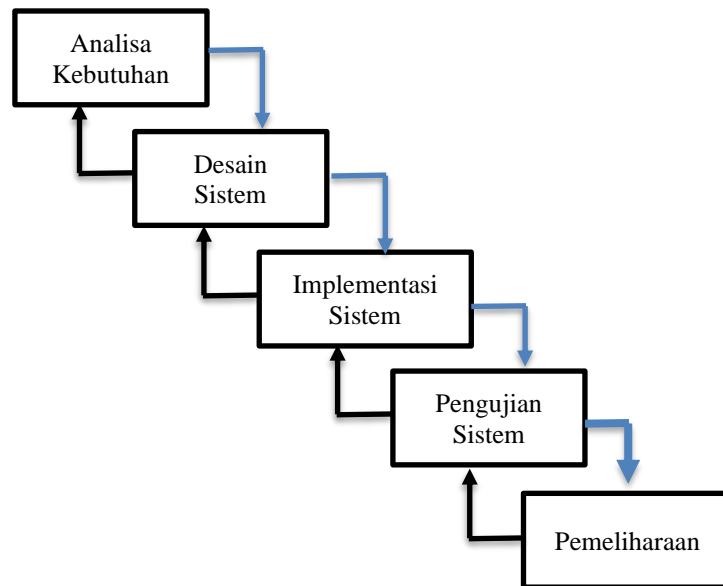 Analisa
Kebutuhan
Desain
Sistem
Implementasi
Sistem
Pengujian
Sistem
Pemeliharaan